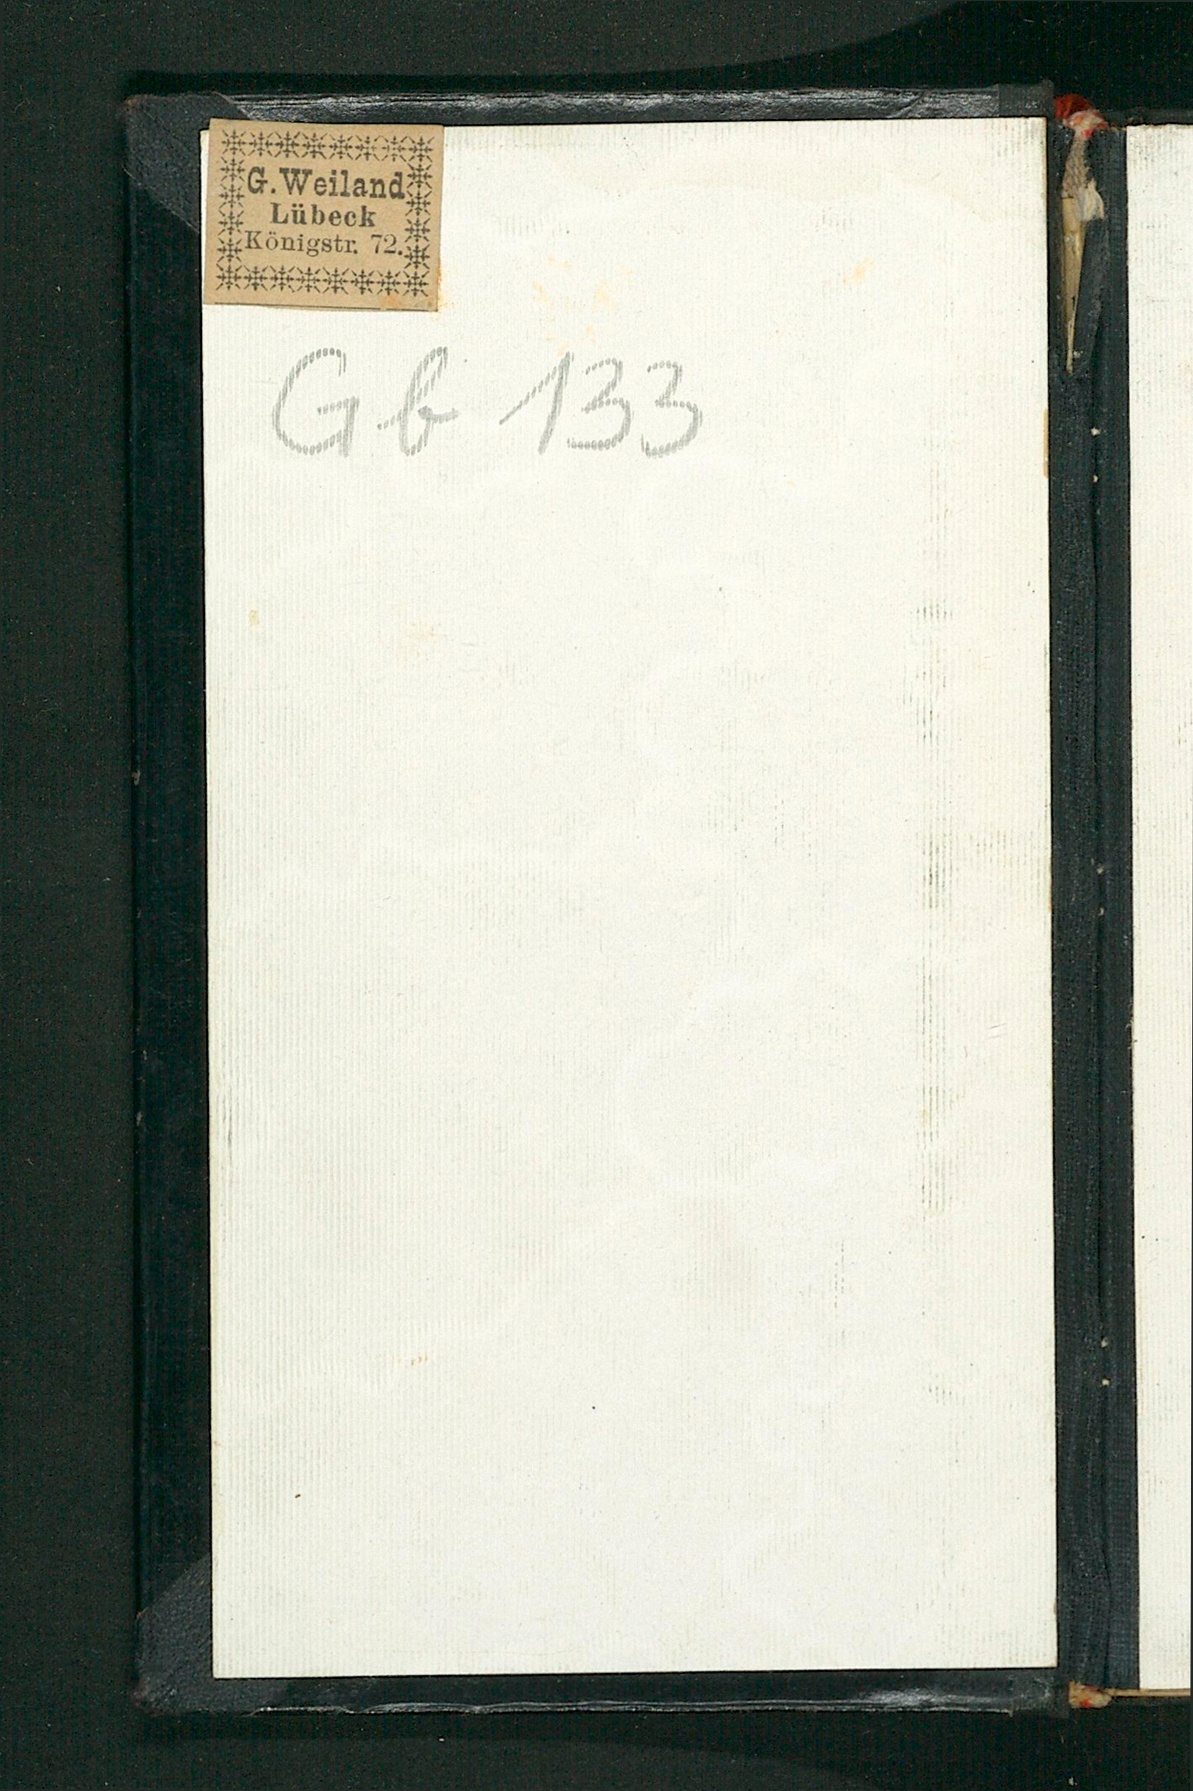 G. Weiland
Lübeck
Königstr. 72.
Gb 133